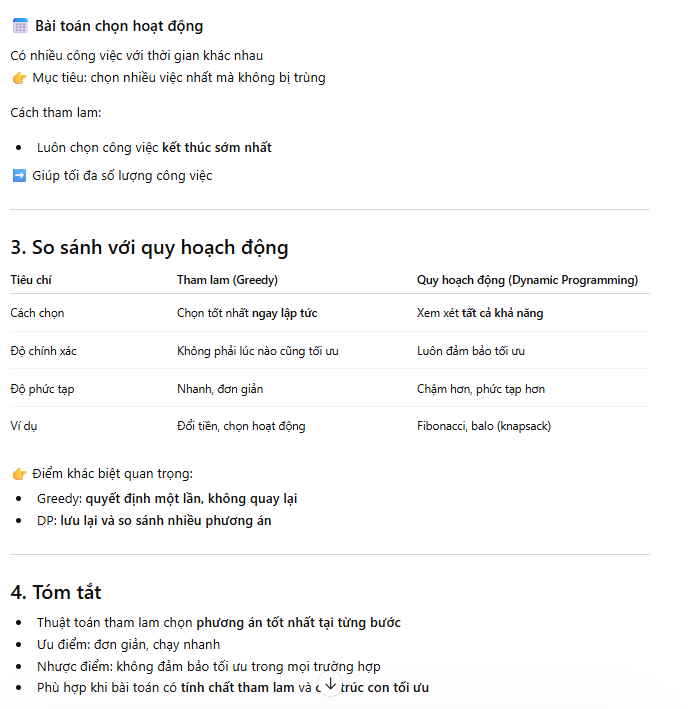 Bài toán chọn hoạt động
Có nhiều công việc với thời gian khác nhau
👉 Mục tiêu: chọn nhiều việc nhất mà không bị trùng
Cách tham lam:
• Luôn chọn công việc kết thúc sớm nhất
➡️ Giúp tối đa số lượng công việc
3. So sánh với quy hoạch động
Tiêu chí Tham lam (Greedy) Quy hoạch động (Dynamic Programming)
Cách chọn Chọn tốt nhất ngay lập tức Xem xét tất cả khả năng
Độ chính xác Không phải lúc nào cũng tối ưu Luôn đảm bảo tối ưu
Độ phức tạp Nhanh, đơn giản Chậm hơn, phức tạp hơn
Ví dụ Đổi tiền, chọn hoạt động Fibonacci, balo (knapsack)
👉 Điểm khác biệt quan trọng:
• Greedy: quyết định một lần, không quay lại
• DP: lưu lại và so sánh nhiều phương án
4. Tóm tắt
• Thuật toán tham lam chọn phương án tốt nhất tại từng bước
• Ưu điểm: đơn giản, chạy nhanh
• Nhược điểm: không đảm bảo tối ưu trong mọi trường hợp
• Phù hợp khi bài toán có tính chất tham lam và trúc con tối ưu